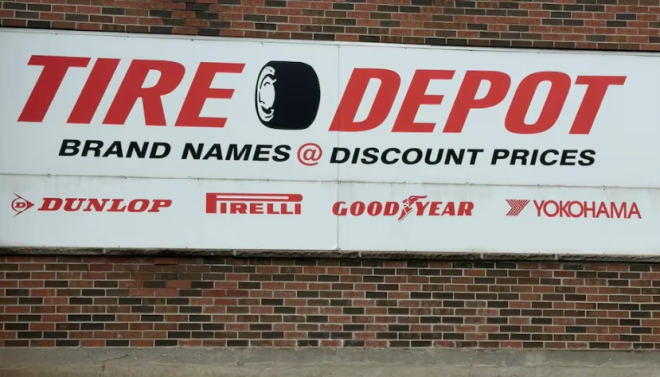 TIRE DEPOT
BRAND NAMES @ DISCOUNT PRICES
D DUNLOP PIRELLI GOODYEAR YOKOHAMA